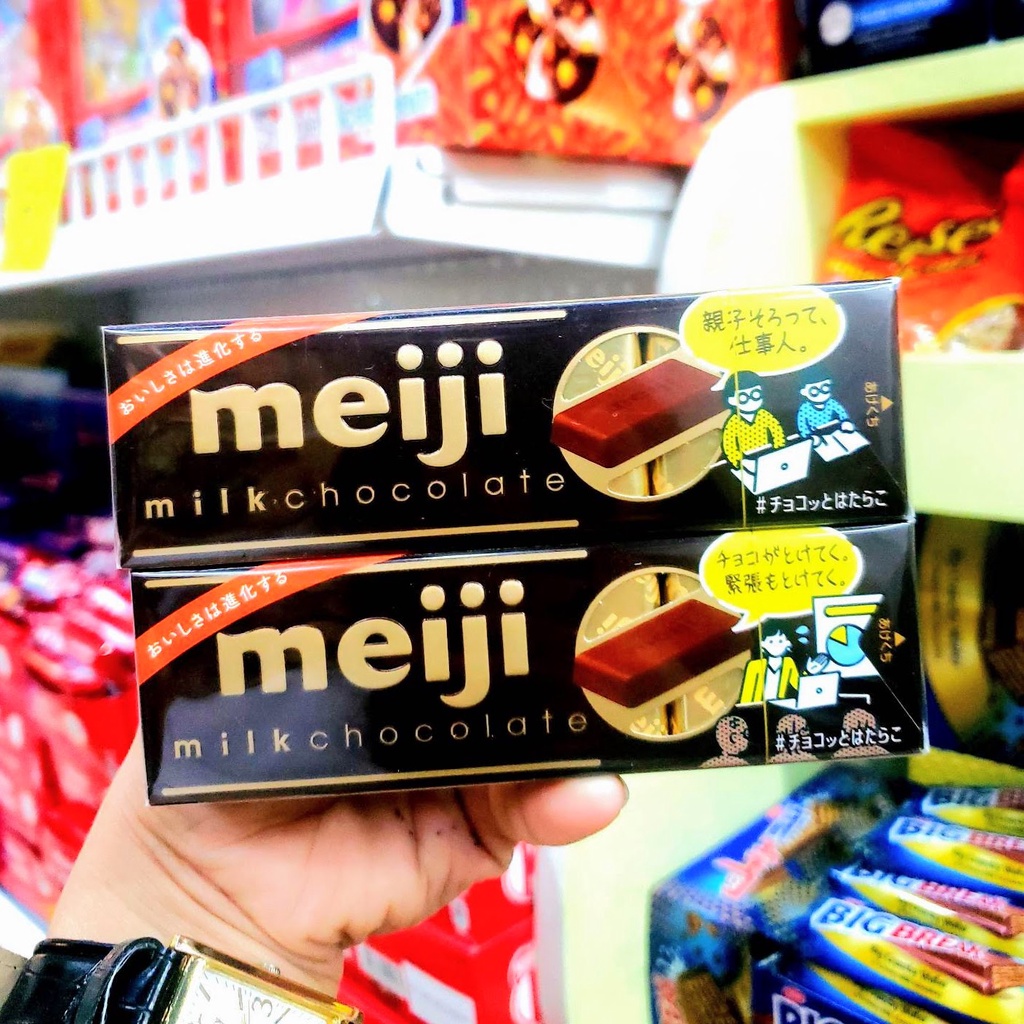 Reese's
おいしさは進化する
meiji
milk chocolate
親子そろって、
仕事人。
あけくち
#チョコッとはたらこ
おいしさは進化する
meiji
milk chocolate
チョコがとけてく。
緊張もとけてく。
あけくち
#チョコッとはたらこ
BIG BREAK
BIG BREAK
BIG BREAK